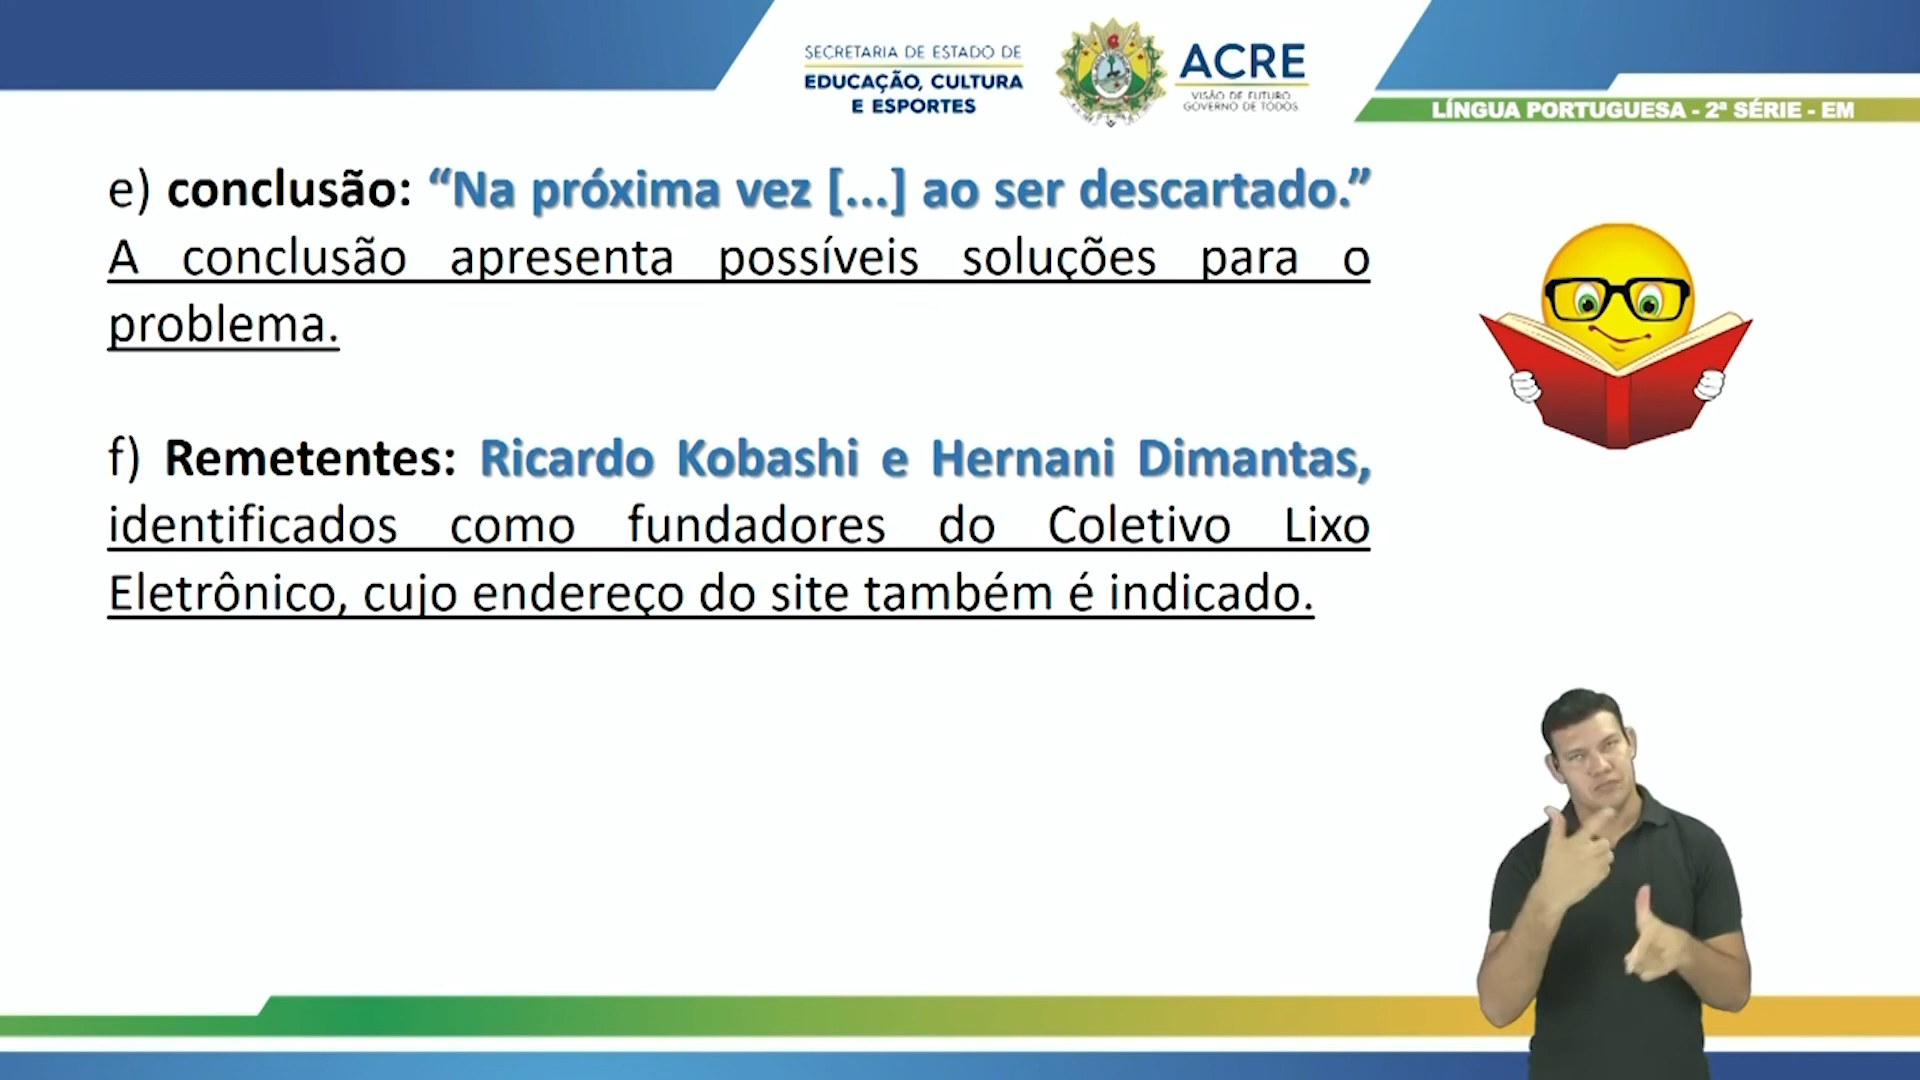 SECRETARIA DE ESTADO DE
EDUCAÇÃO, CULTURA
E ESPORTES
ACRE
VISÃO DE FUTURO
GOVERNO DE TODOS
LÍNGUA PORTUGUESA - 2ª SÉRIE - EM
e) conclusão: “Na próxima vez [...] ao ser descartado.”
A conclusão apresenta possíveis soluções para o
problema.
f) Remetentes: Ricardo Kobashi e Hernani Dimantas,
identificados como fundadores do Coletivo Lixo
Eletrônico, cujo endereço do site também é indicado.